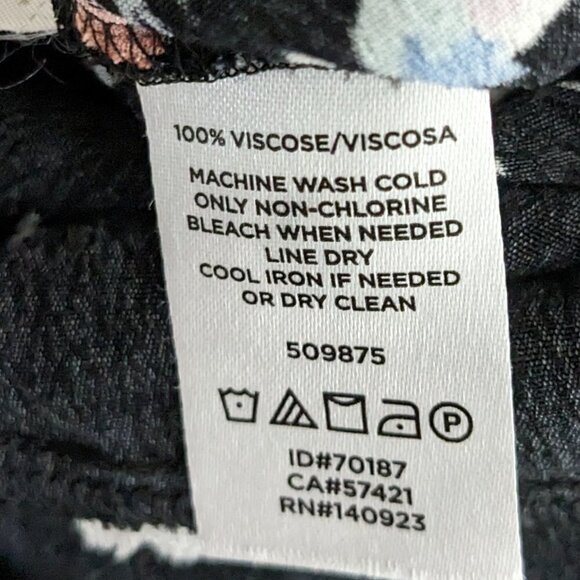 100% VISCOSE/VISCOSA
MACHINE WASH COLD
ONLY NON-CHLORINE
BLEACH WHEN NEEDED
LINE DRY
COOL IRON IF NEEDED
OR DRY CLEAN
509875
P
ID#70187
CA#57421
RN#140923